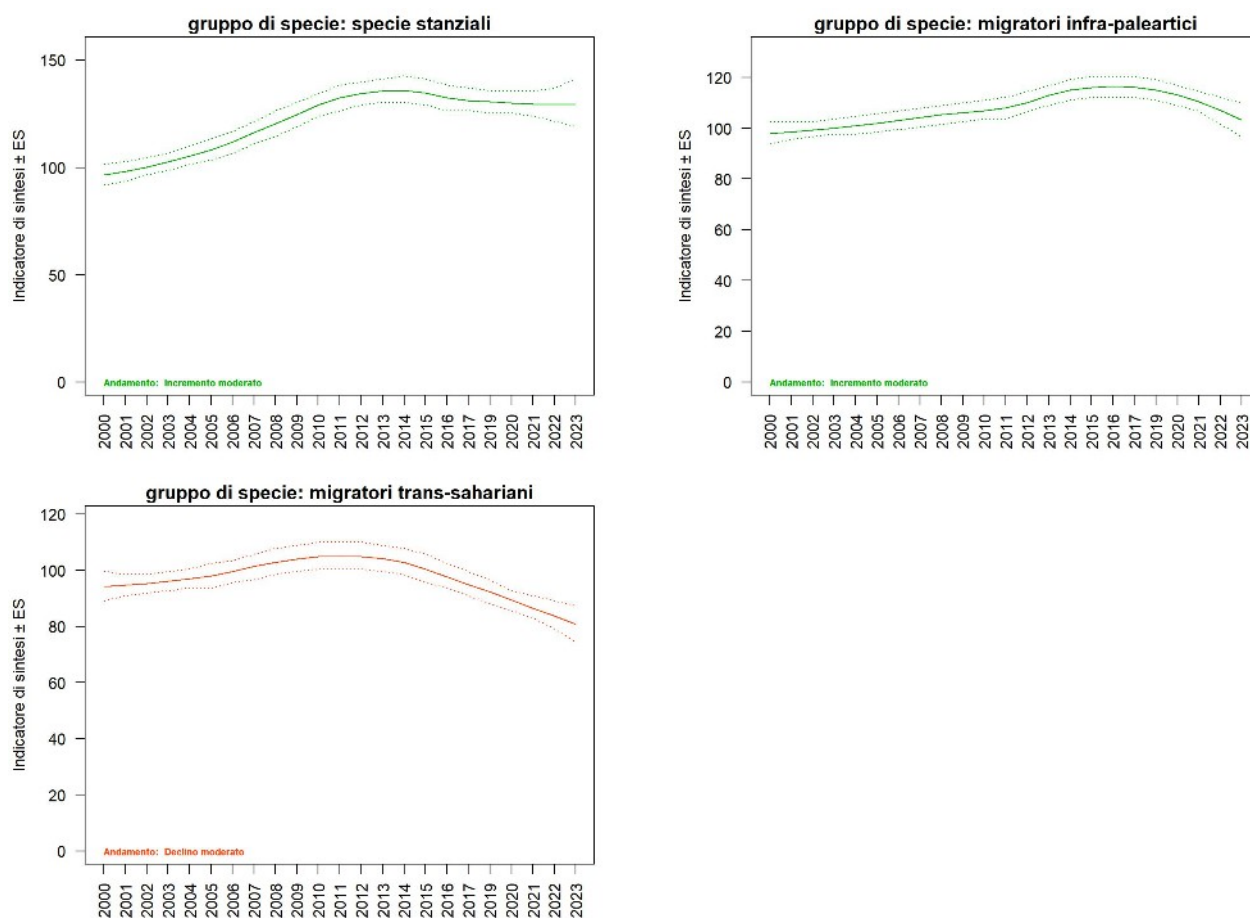 gruppo di specie: specie stanziali
Indicatore di sintesi ± ES
150
100
50
0
Andamento: Incremento moderato
2000 2001 2002 2003 2004 2005 2006 2007 2008 2009 2010 2011 2012 2013 2014 2015 2016 2017 2019 2020 2021 2022 2023
gruppo di specie: migratori infra-paleartici
Indicatore di sintesi ± ES
120
100
80
60
40
20
0
Andamento: Incremento moderato
2000 2001 2002 2003 2004 2005 2006 2007 2008 2009 2010 2011 2012 2013 2014 2015 2016 2017 2019 2020 2021 2022 2023
gruppo di specie: migratori trans-sahariani
Indicatore di sintesi ± ES
120
100
80
60
40
20
0
Andamento: Declino moderato
2000 2001 2002 2003 2004 2005 2006 2007 2008 2009 2010 2011 2012 2013 2014 2015 2016 2017 2019 2020 2021 2022 2023